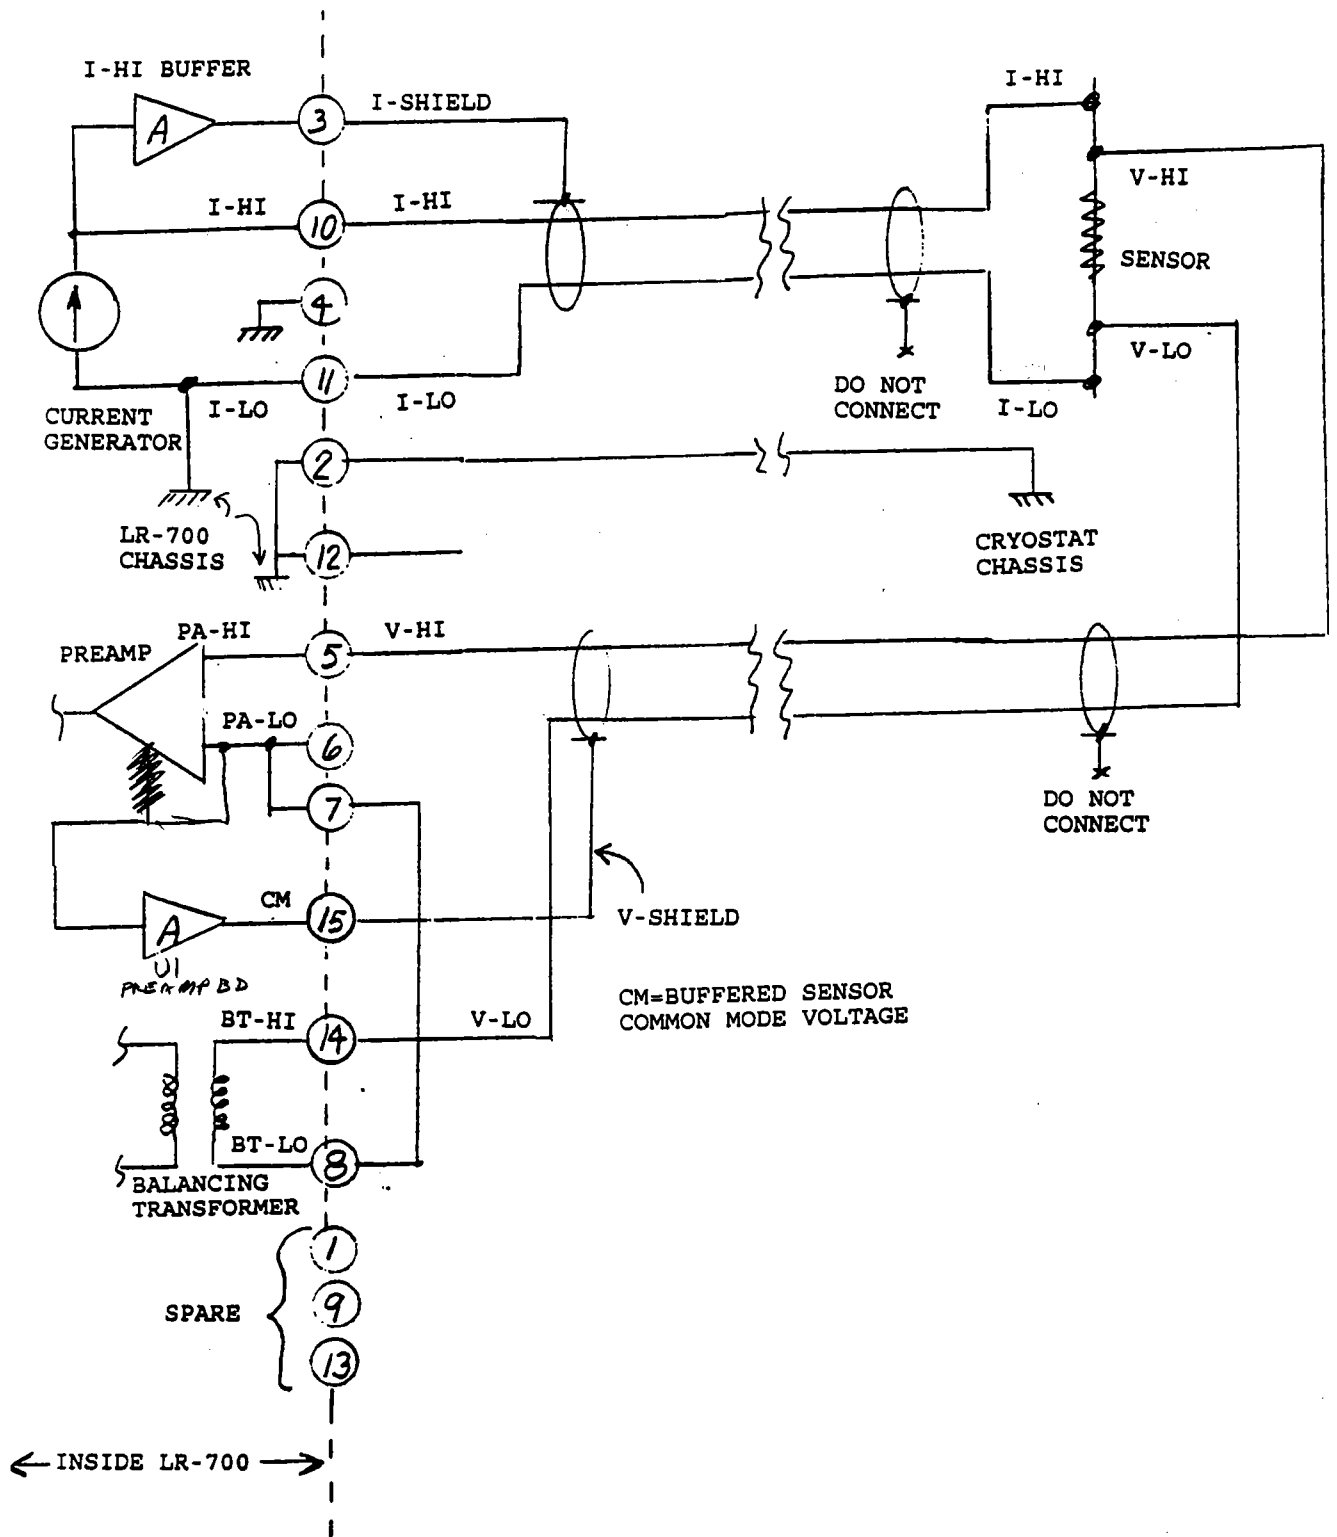 I-HI BUFFER
A
3
I-SHIELD
I-HI
V-HI
I-HI
10
I-HI
SENSOR
4
V-LO
11
I-LO
I-LO
DO NOT
CONNECT
I-LO
CURRENT
GENERATOR
2
LR-700
CHASSIS
12
CRYOSTAT
CHASSIS
PREAMP
PA-HI
5
V-HI
PA-LO
6
7
DO NOT
CONNECT
CM
A
15
V-SHIELD
U1
PREAMP BD
CM=BUFFERED SENSOR
COMMON MODE VOLTAGE
BT-HI
14
V-LO
BT-LO
8
BALANCING
TRANSFORMER
1
SPARE
9
13
INSIDE LR-700